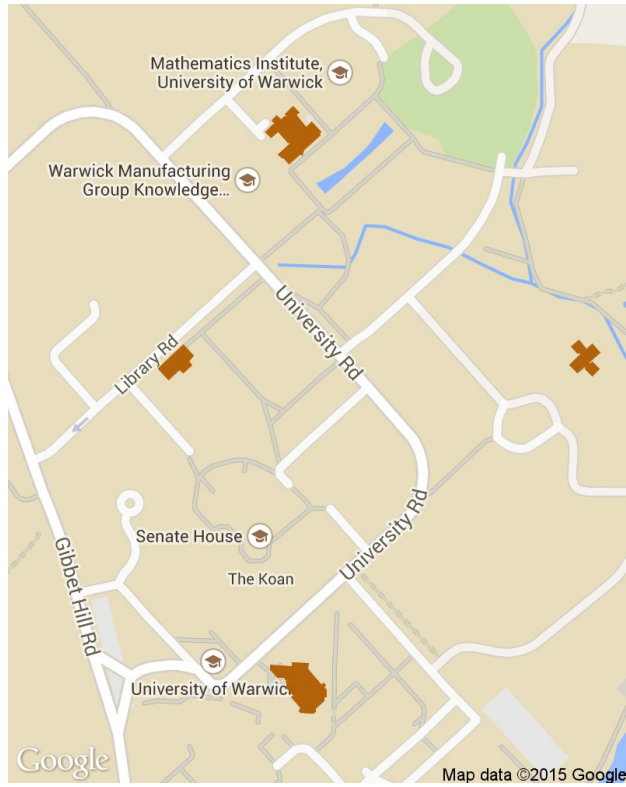 Mathematics Institute,
University of Warwick
Warwick Manufacturing
Group Knowledge...
University Rd
Library Rd
University Rd
Senate House
The Koan
Gibbet Hill Rd
University of Warwic
Google
Map data ©2015 Google